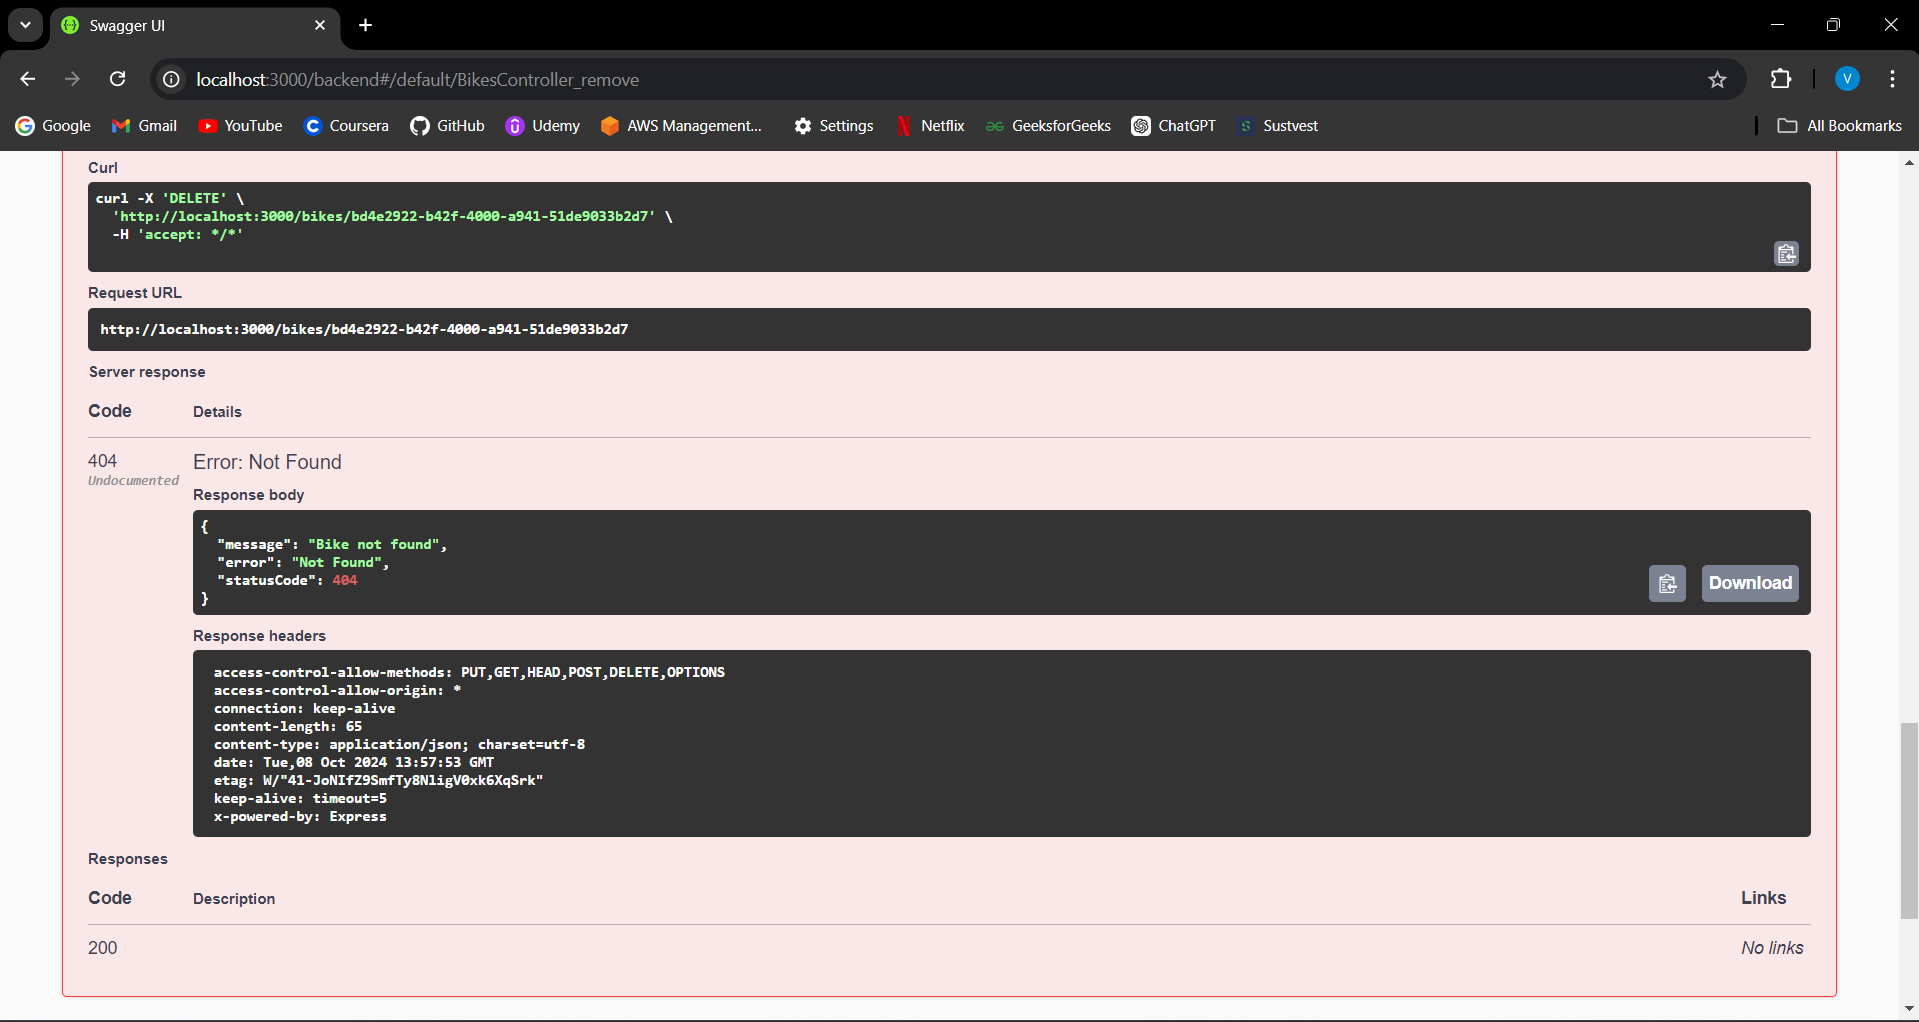 Swagger UI
localhost:3000/backend#/default/BikesController_remove
V
Google Gmail YouTube Coursera GitHub Udemy AWS Management... Settings Netflix GeeksforGeeks ChatGPT Sustvest All Bookmarks
Curl
curl -X 'DELETE' \
'http://localhost:3000/bikes/bd4e2922-b42f-4000-a941-51de9033b2d7' \
-H 'accept: */*'
Request URL
http://localhost:3000/bikes/bd4e2922-b42f-4000-a941-51de9033b2d7
Server response
Code Details
404 Error: Not Found
Undocumented
Response body
{
"message": "Bike not found",
"error": "Not Found",
"statusCode": 404
}
Download
Response headers
access-control-allow-methods: PUT,GET,HEAD,POST,DELETE,OPTIONS
access-control-allow-origin: *
connection: keep-alive
content-length: 65
content-type: application/json; charset=utf-8
date: Tue,08 Oct 2024 13:57:53 GMT
etag: W/"41-JoNIfZ9SmfTy8NligV0xk6XqSrk"
keep-alive: timeout=5
x-powered-by: Express
Responses
Code Description Links
200 No links